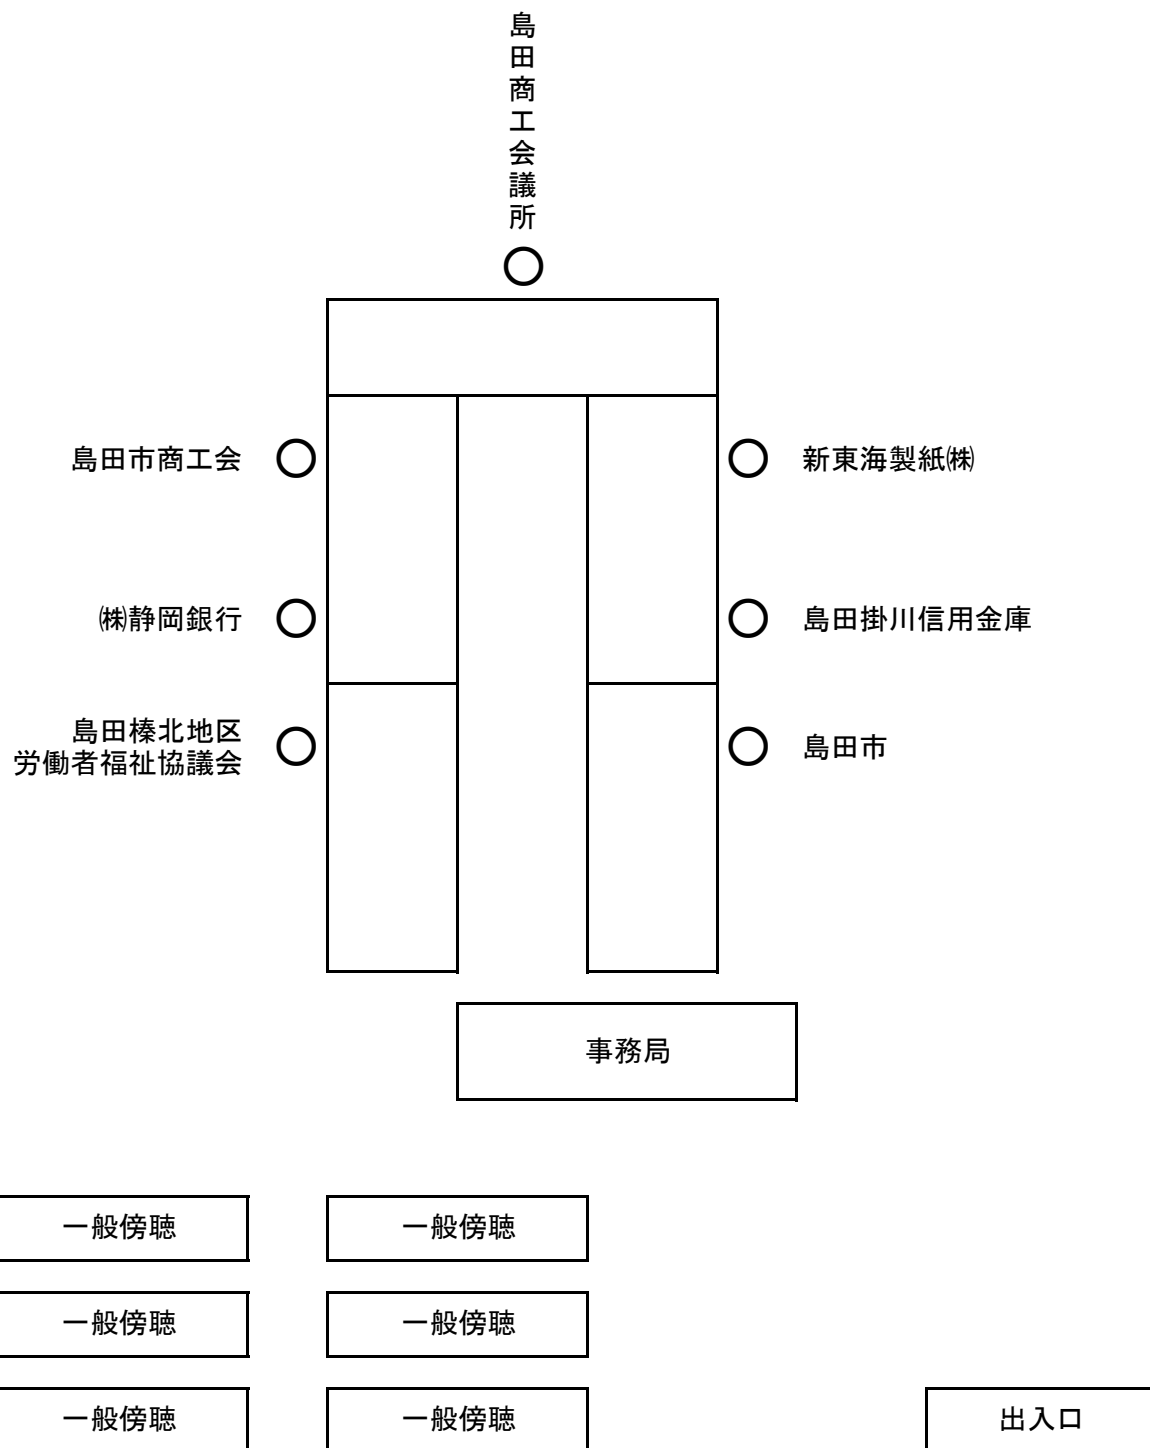 島田商工会議所
島田市商工会
新東海製紙㈱
㈱静岡銀行
島田掛川信用金庫
島田榛北地区
労働者福祉協議会
島田市
事務局
一般傍聴
一般傍聴
一般傍聴
一般傍聴
一般傍聴
一般傍聴
出入口